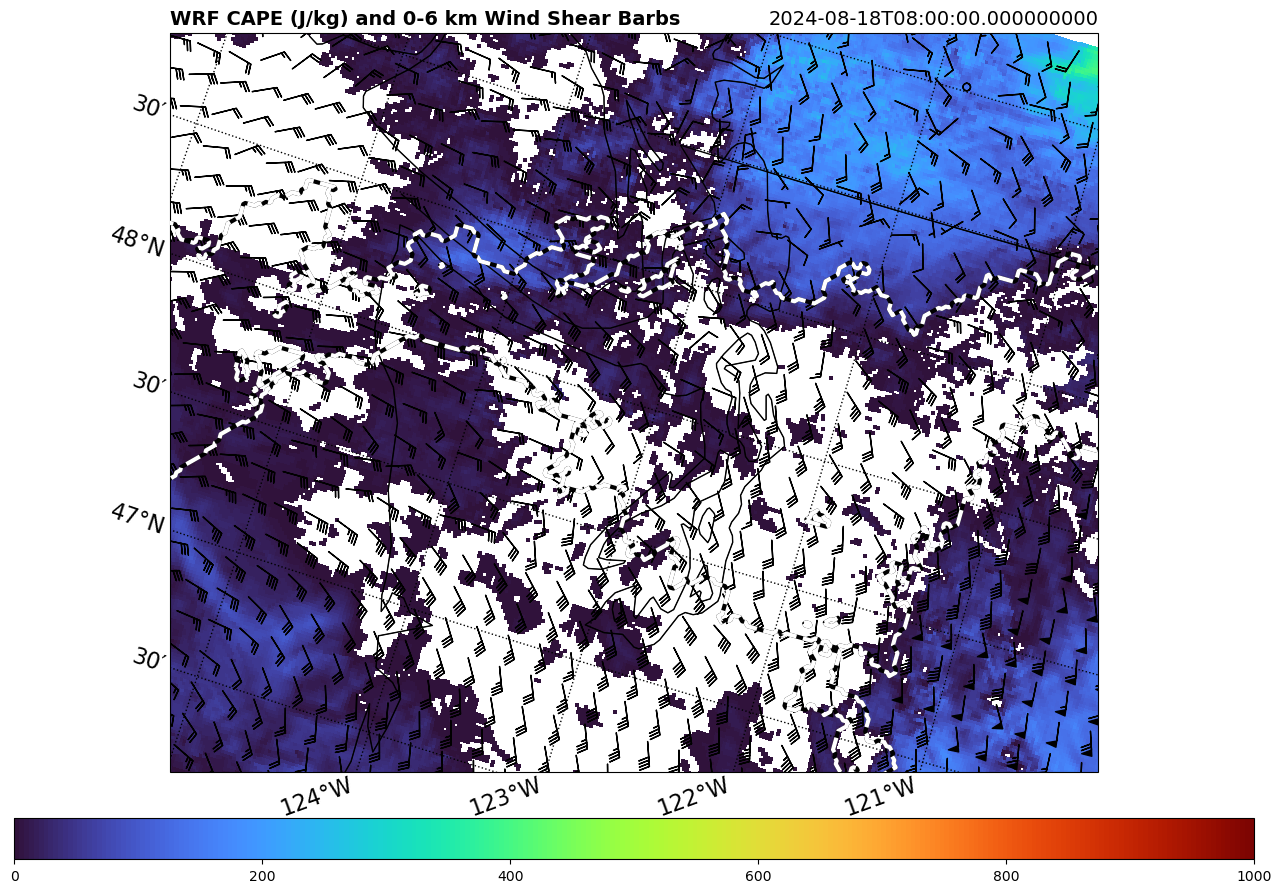 WRF CAPE (J/kg) and 0-6 km Wind Shear Barbs 2024-08-18T08:00:00.000000000
30′
48°N
30′
47°N
30′
124°W 123°W 122°W 121°W
0 200 400 600 800 1000